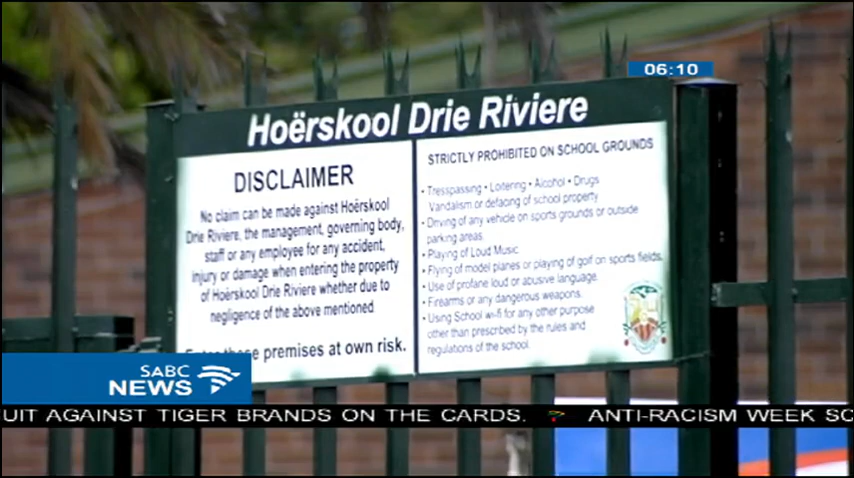 06:10
Hoërskool Drie Riviere
DISCLAIMER
No claim can be made against Hoërskool
Drie Riviere, the management, governing body,
staff or any employee for any accident,
injury or damage when entering the property
of Hoërskool Drie Riviere whether due to
negligence of the above mentioned
these premises at own risk.
STRICTLY PROHIBITED ON SCHOOL GROUNDS
• Tresspassing • Loitering • Alcohol • Drugs
Vandalism or defacing of school property
• Driving of any vehicle on sports grounds or outside
parking areas.
• Playing of Loud Music
• Flying of model planes or playing of golf on sports fields.
• Use of profane loud or abusive language.
• Firearms or any dangerous weapons.
• Using School wi-fi for any other purpose
other than prescribed by the rules and
regulations of the school.
SABC
NEWS
UIT AGAINST TIGER BRANDS ON THE CARDS. ANTI-RACISM WEEK SC